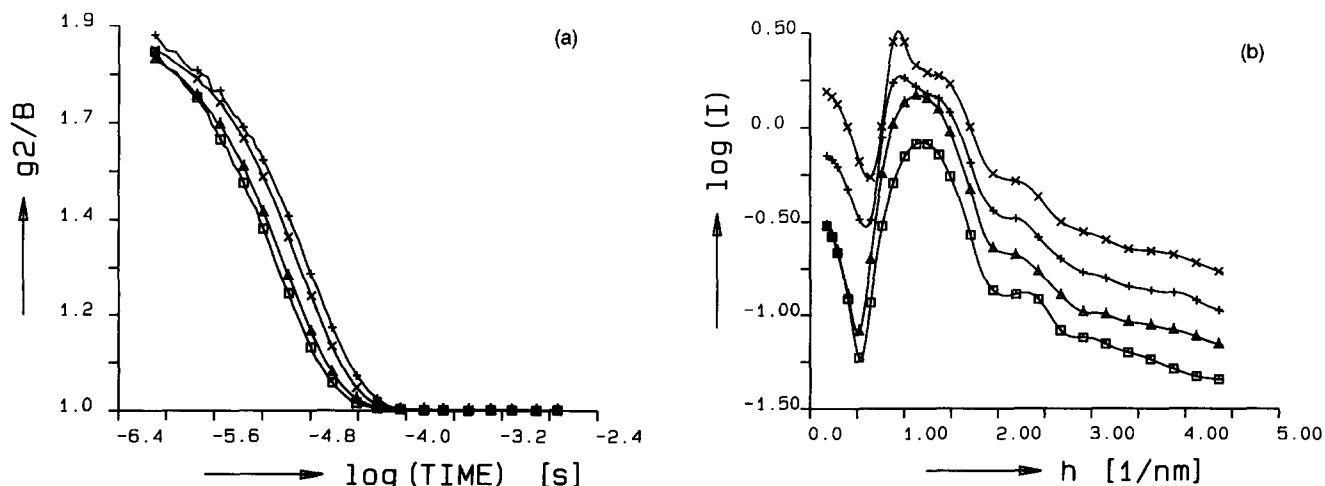 (a)
g2/B
1.9
1.7
1.4
1.2
1.0
-6.4 -5.6 -4.8 -4.0 -3.2 -2.4
log(TIME) [s]
(b)
log(I)
0.50
0.0
-0.50
-1.00
-1.50
0.0 1.00 2.00 3.00 4.00 5.00
h [1/nm]